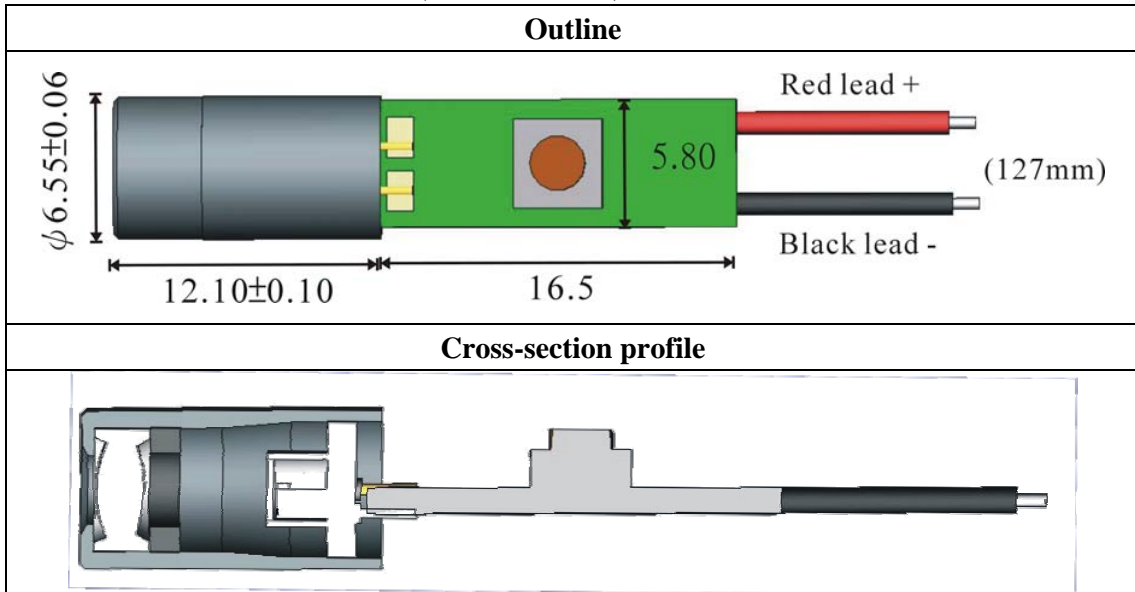 Outline
Red lead +
ϕ6.55±0.06
5.80
(127mm)
Black lead -
12.10±0.10
16.5
Cross-section profile